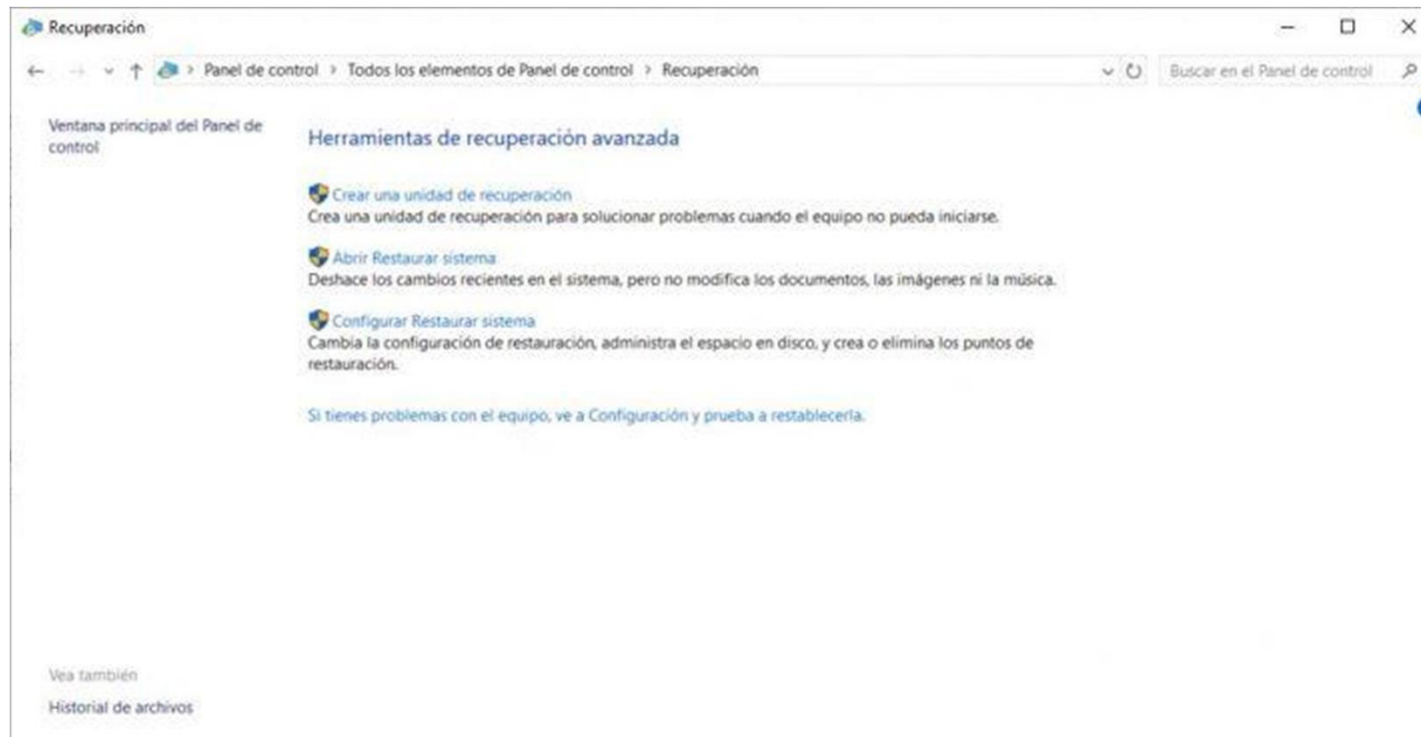 Recuperación
Panel de control > Todos los elementos de Panel de control > Recuperación
Buscar en el Panel de control
Ventana principal del Panel de
control
Herramientas de recuperación avanzada
Crear una unidad de recuperación
Crea una unidad de recuperación para solucionar problemas cuando el equipo no pueda iniciarse.
Abrir Restaurar sistema
Deshace los cambios recientes en el sistema, pero no modifica los documentos, las imágenes ni la música.
Configurar Restaurar sistema
Cambia la configuración de restauración, administra el espacio en disco, y crea o elimina los puntos de
restauración.
Si tienes problemas con el equipo, ve a Configuración y prueba a restablecerla.
Vea también
Historial de archivos